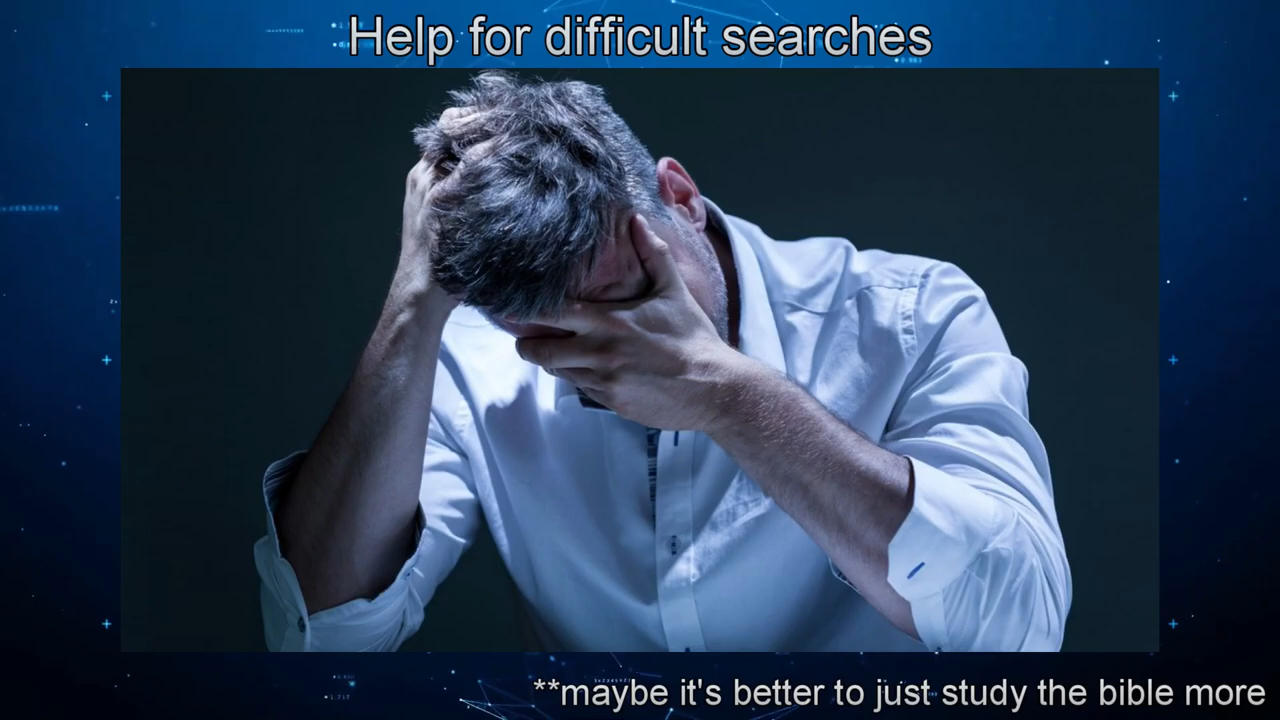 Help for difficult searches
**maybe it's better to just study the bible more